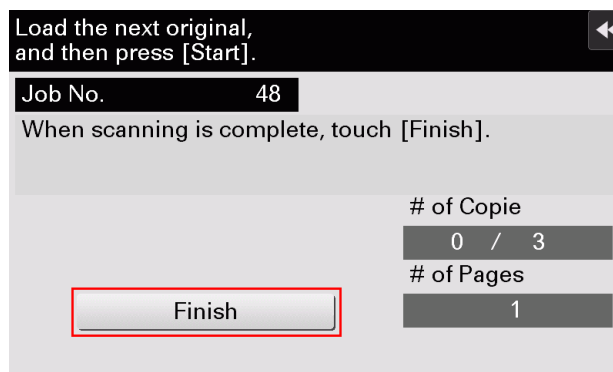 Load the next original,
and then press [Start].
Job No. 48
When scanning is complete, touch [Finish].
# of Copie
0 / 3
# of Pages
1
Finish